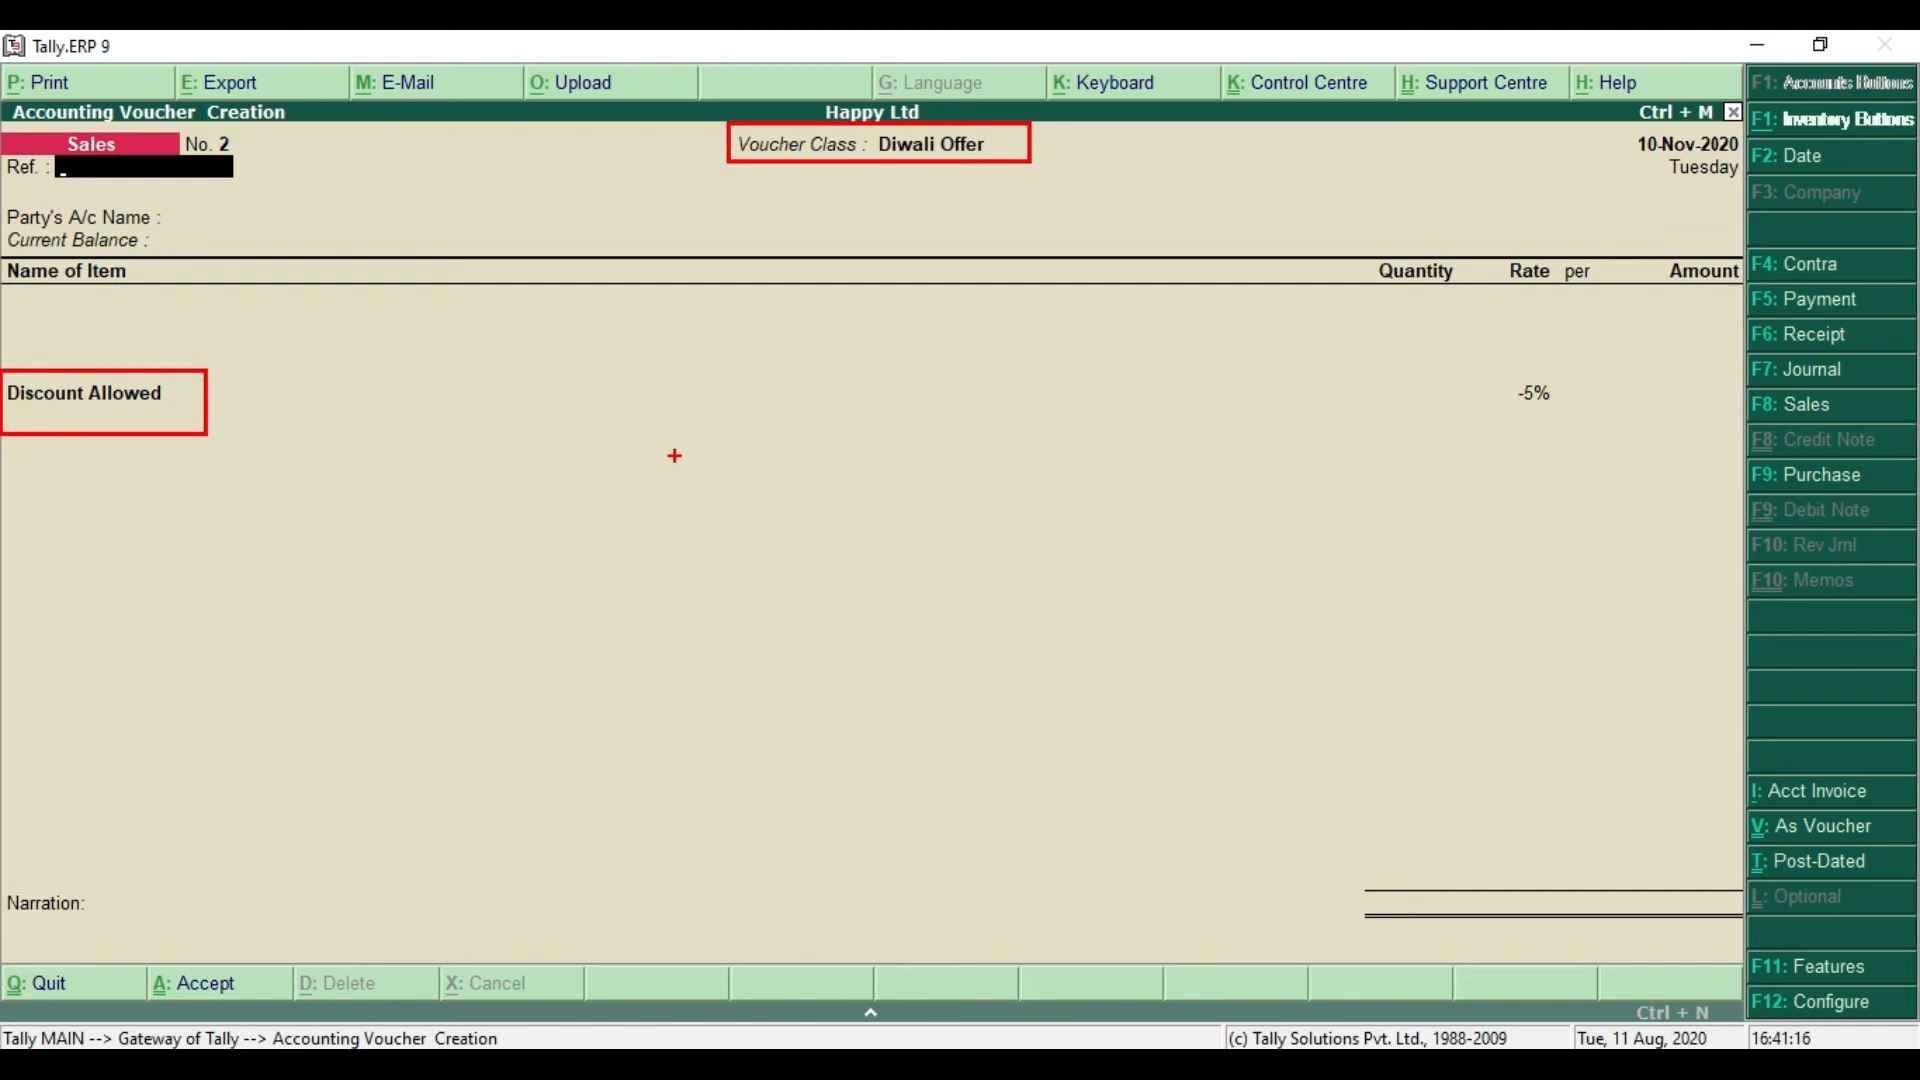 Tally.ERP 9
P: Print E: Export M: E-Mail O: Upload G: Language K: Keyboard K: Control Centre H: Support Centre H: Help
Accounting Voucher Creation Happy Ltd Ctrl + M
Sales No. 2 Voucher Class : Diwali Offer 10-Nov-2020
Ref. : Tuesday
Party's A/c Name :
Current Balance :
Name of Item Quantity Rate per Amount
Discount Allowed -5%
Narration:
Q: Quit A: Accept D: Delete X: Cancel
Ctrl + N
Tally MAIN --> Gateway of Tally --> Accounting Voucher Creation (c) Tally Solutions Pvt. Ltd., 1988-2009 Tue, 11 Aug, 2020 16:41:16
F1: Accounts Buttons
F1: Inventory Buttons
F2: Date
F3: Company
F4: Contra
F5: Payment
F6: Receipt
F7: Journal
F8: Sales
F8: Credit Note
F9: Purchase
F9: Debit Note
F10: Rev Jrnl
F10: Memos
I: Acct Invoice
V: As Voucher
T: Post-Dated
L: Optional
F11: Features
F12: Configure